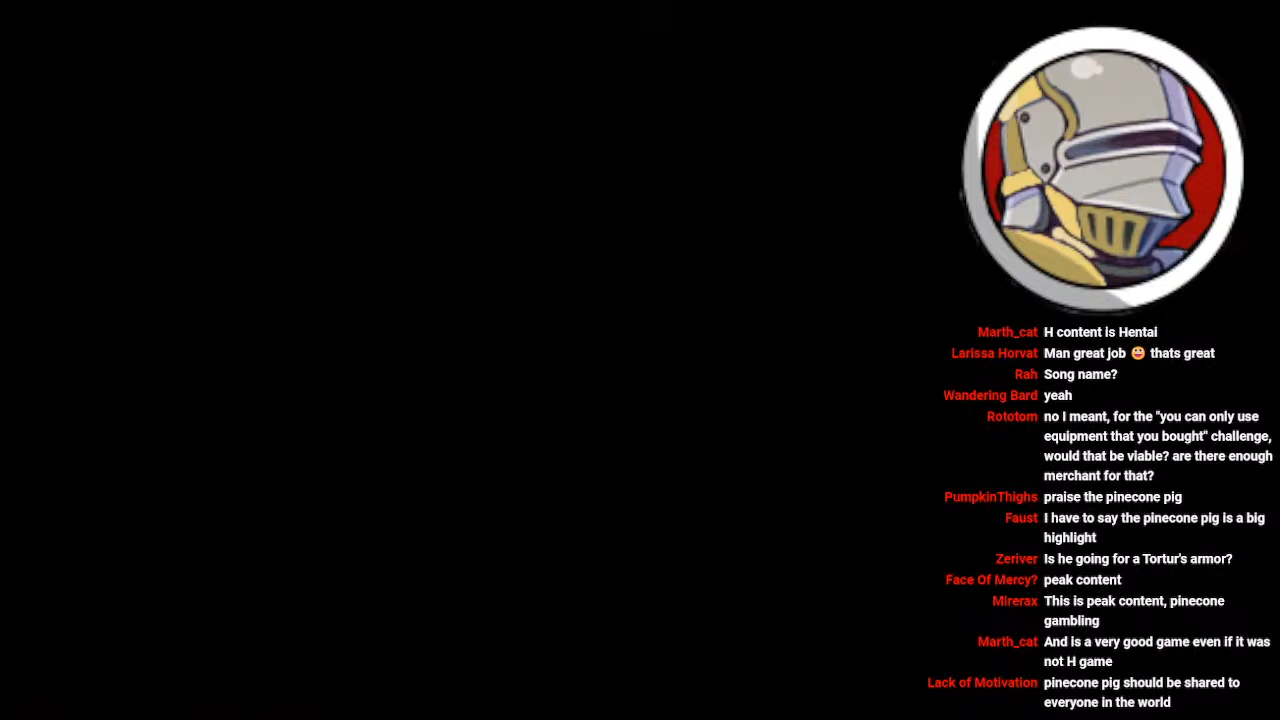 Marth_cat H content is Hentai
Larissa Horvat Man great job 😀 thats great
Rah Song name?
Wandering Bard yeah
Rototom no I meant, for the "you can only use
equipment that you bought" challenge,
would that be viable? are there enough
merchant for that?
PumpkinThighs praise the pinecone pig
Faust I have to say the pinecone pig is a big
highlight
Zeriver Is he going for a Tortur's armor?
Face Of Mercy? peak content
Mirerax This is peak content, pinecone
gambling
Marth_cat And is a very good game even if it was
not H game
Lack of Motivation pinecone pig should be shared to
everyone in the world